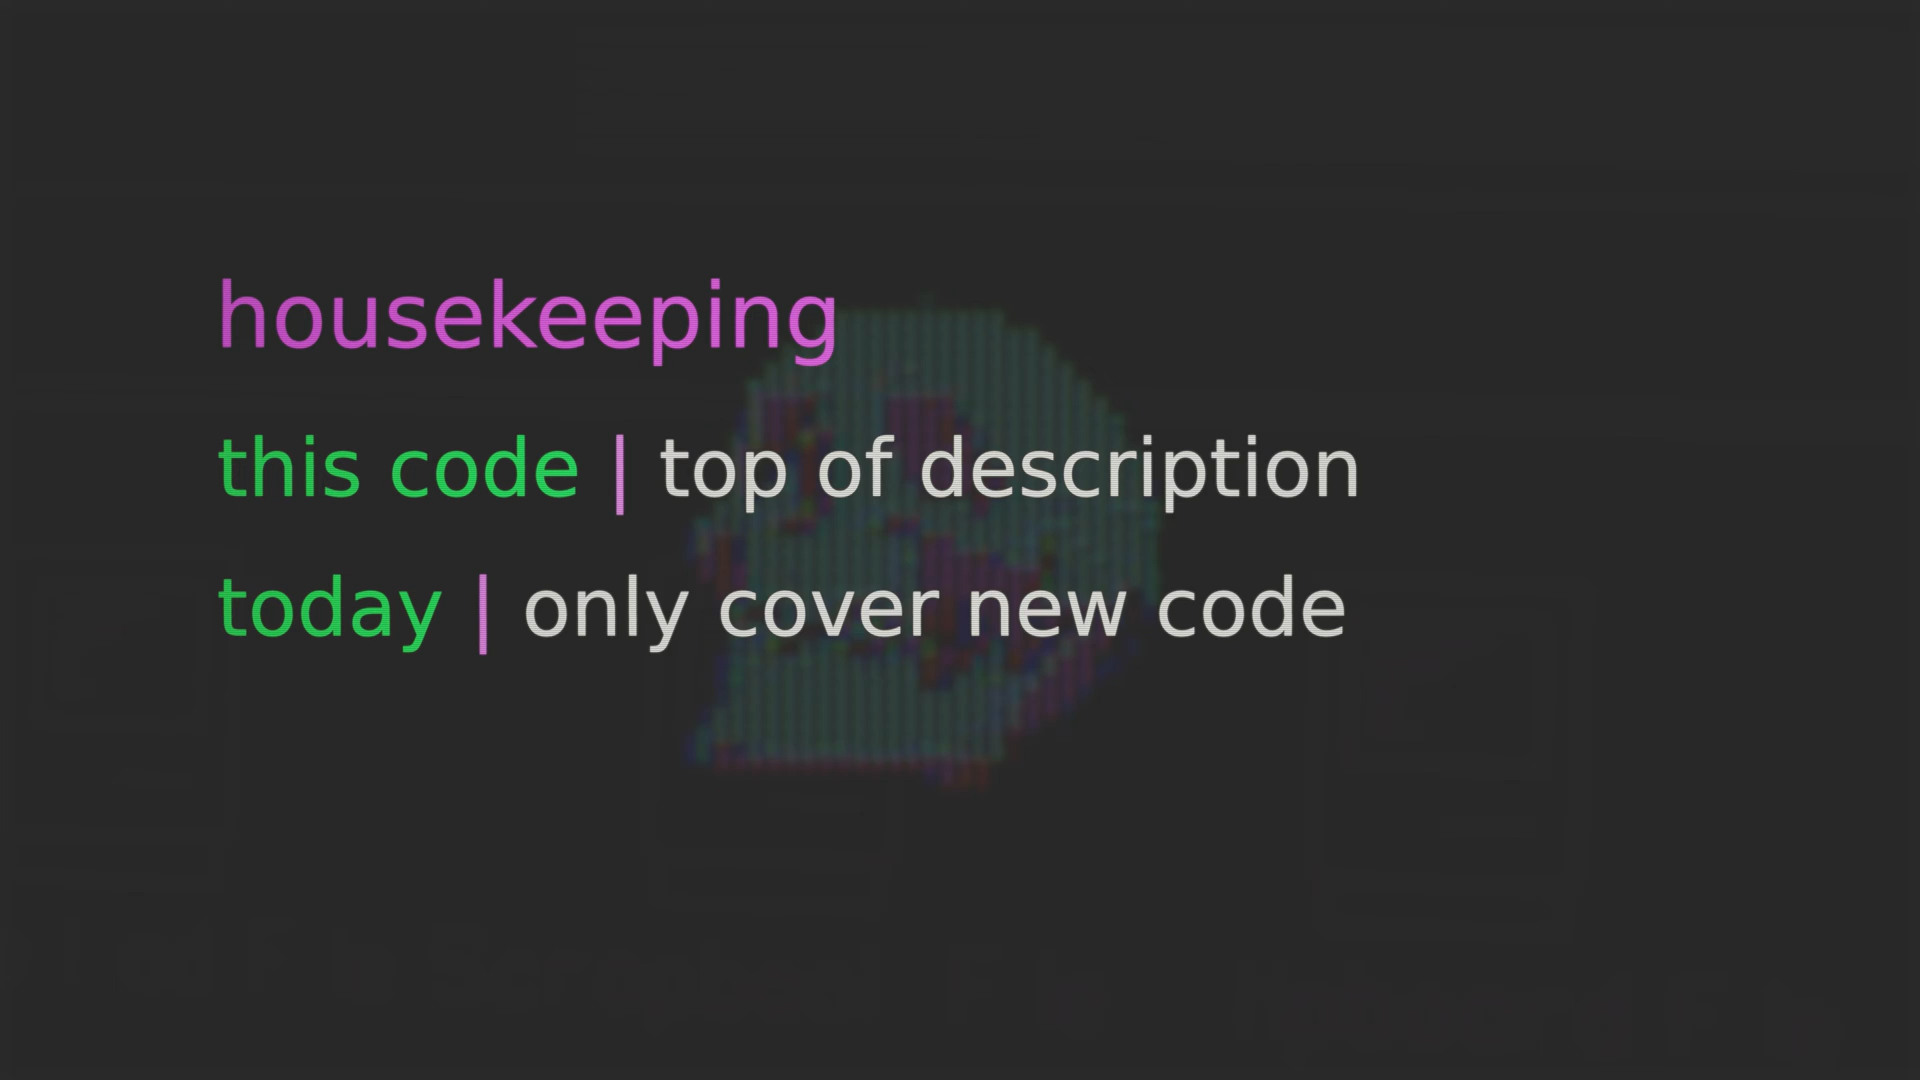 housekeeping
this code | top of description
today | only cover new code